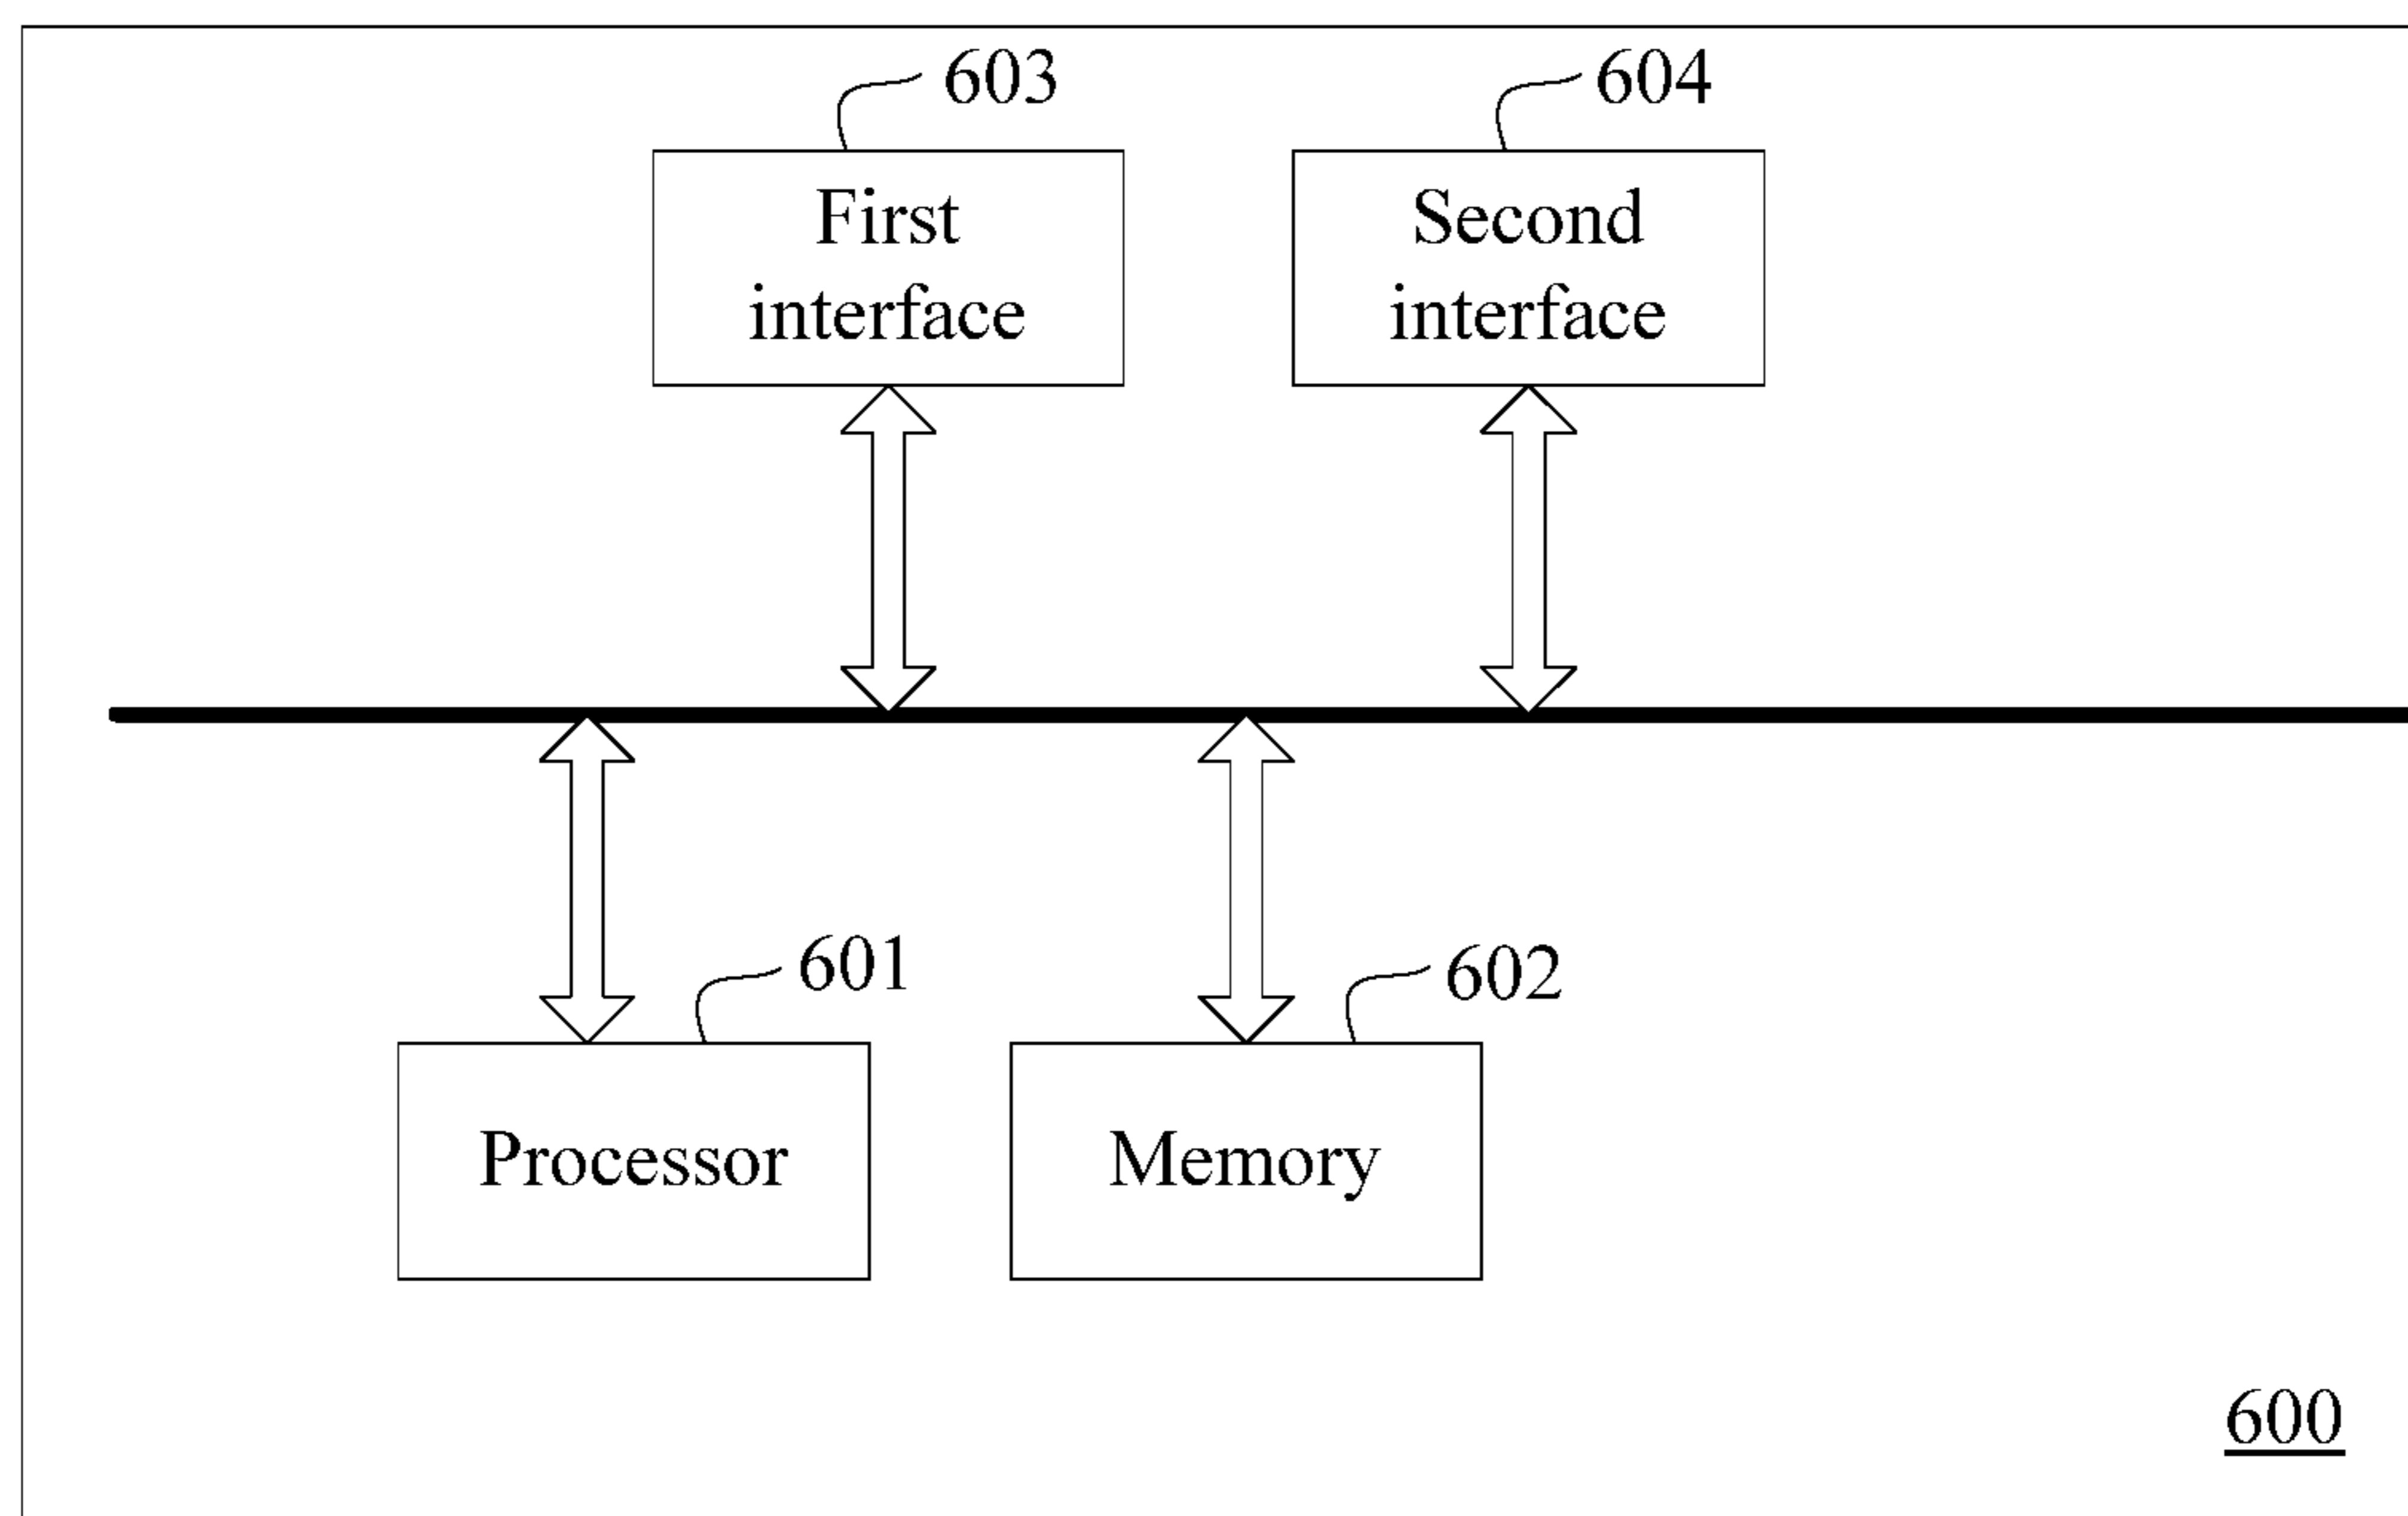 603
604
First
interface
Second
interface
601
602
Processor
Memory
600